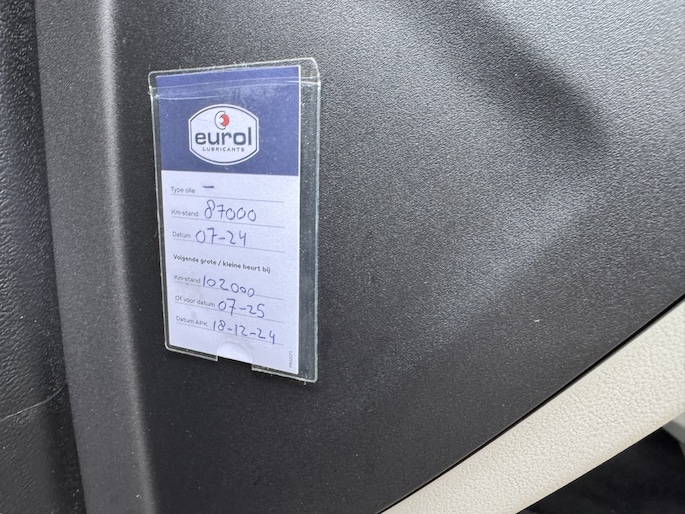 eurol
LUBRICANTS
Type olie –
Km-stand 87000
Datum 07-24
Volgende grote / kleine beurt bij
Km-stand 102000
Of voor datum 07-25
Datum APK 18-12-24